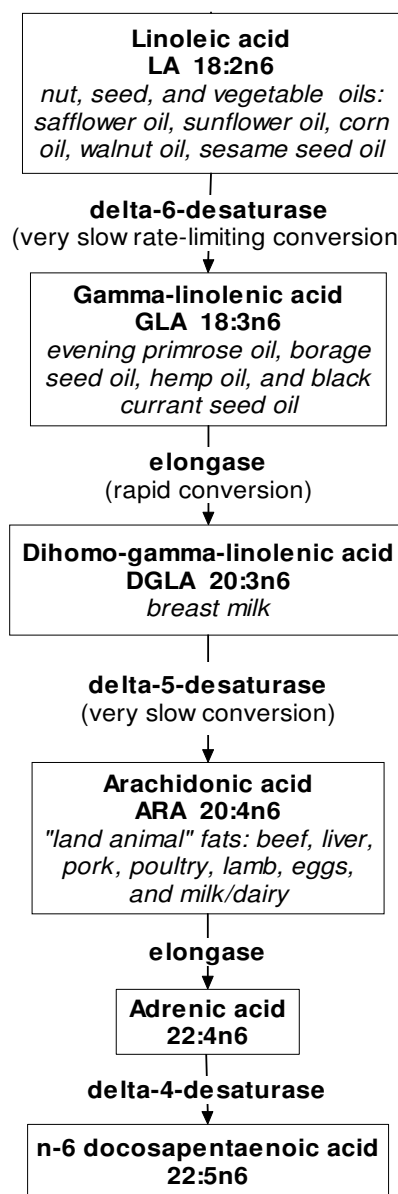 Linoleic acid
LA 18:2n6
nut, seed, and vegetable oils:
safflower oil, sunflower oil, corn
oil, walnut oil, sesame seed oil
delta-6-desaturase
(very slow rate-limiting conversion
Gamma-linolenic acid
GLA 18:3n6
evening primrose oil, borage
seed oil, hemp oil, and black
currant seed oil
elongase
(rapid conversion)
Dihomo-gamma-linolenic acid
DGLA 20:3n6
breast milk
delta-5-desaturase
(very slow conversion)
Arachidonic acid
ARA 20:4n6
"land animal" fats: beef, liver,
pork, poultry, lamb, eggs,
and milk/dairy
elongase
Adrenic acid
22:4n6
delta-4-desaturase
n-6 docosapentaenoic acid
22:5n6